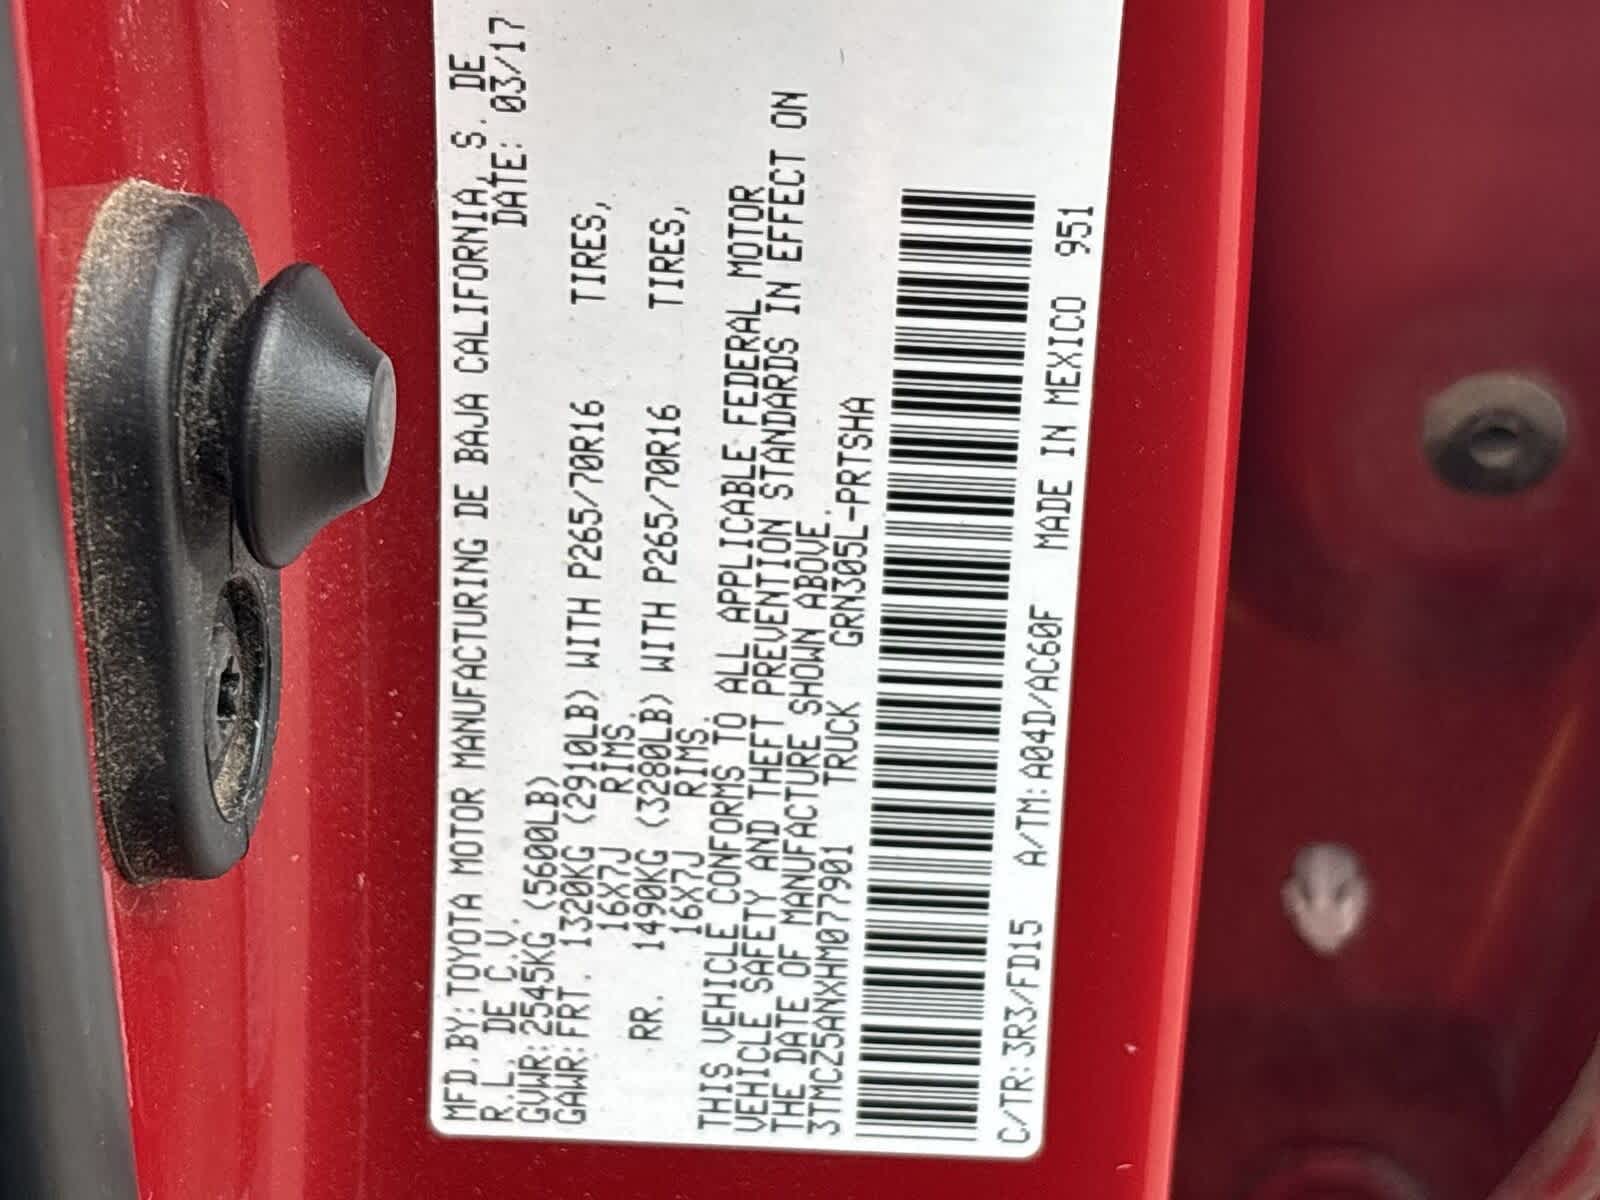 MFD.BY:TOYOTA MOTOR MANUFACTURING DE BAJA CALIFORNIA, S. DE
R.L. DE C.V. DATE: 03/17
GVWR:2545KG (5600LB)
GAWR:FRT. 1320KG (2910LB) WITH P265/70R16 TIRES,
16X7J RIMS.
RR. 1490KG (3280LB) WITH P265/70R16 TIRES,
16X7J RIMS.
THIS VEHICLE CONFORMS TO ALL APPLICABLE FEDERAL MOTOR
VEHICLE SAFETY AND THEFT PREVENTION STANDARDS IN EFFECT ON
THE DATE OF MANUFACTURE SHOWN ABOVE.
3TMCZ5ANXHM077901 TRUCK GRN305L-PRTSHA
C/TR:3R3/FD15 A/TM:A04D/AC60F MADE IN MEXICO 951